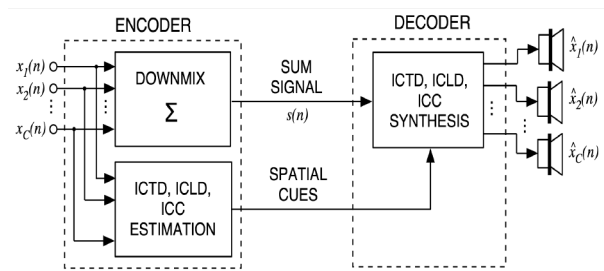 ENCODER
DECODER
x1(n)
x2(n)
xC(n)
DOWNMIX
Σ
SUM
SIGNAL
s(n)
ICTD, ICLD,
ICC
SYNTHESIS
x̂1(n)
x̂2(n)
x̂C(n)
ICTD, ICLD,
ICC
ESTIMATION
SPATIAL
CUES